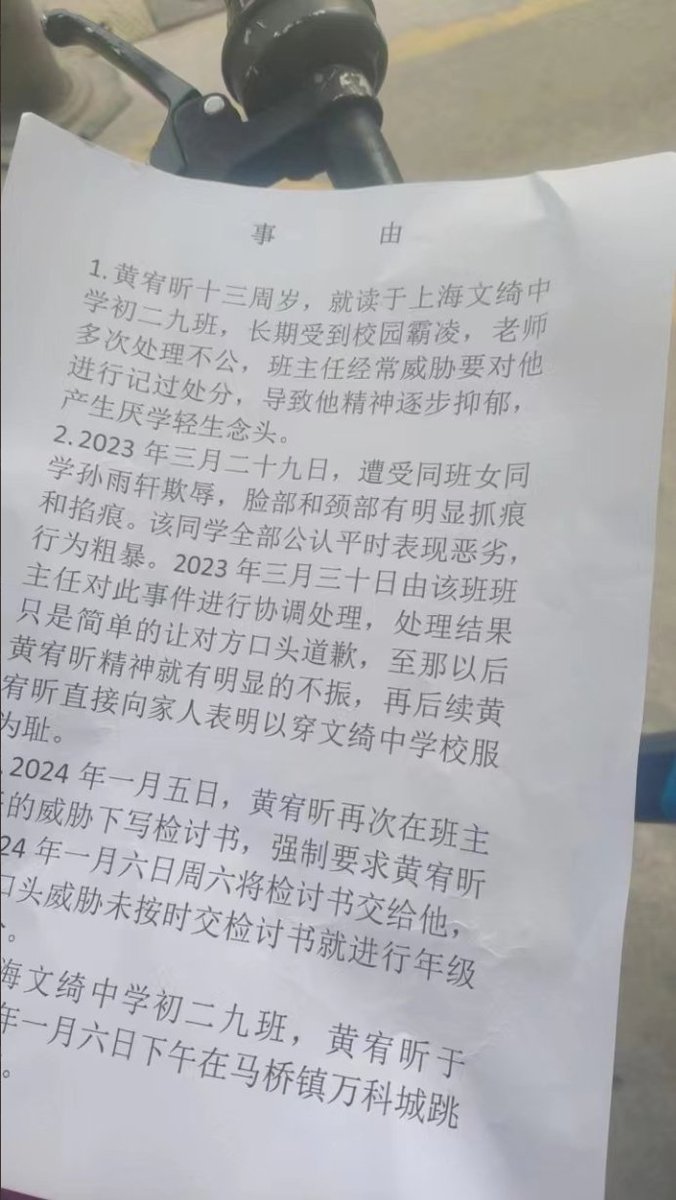 事 由
1. 黄宥昕十三周岁，就读于上海文绮中
学初二九班，长期受到校园霸凌，老师
多次处理不公，班主任经常威胁要对他
进行记过处分，导致他精神逐步抑郁，
产生厌学轻生念头。
2. 2023 年三月二十九日，遭受同班女同
学孙雨轩欺辱，脸部和颈部有明显抓痕
和掐痕。该同学全部公认平时表现恶劣，
行为粗暴。2023 年三月三十日由该班班
主任对此事件进行协调处理，处理结果
只是简单的让对方口头道歉，至那以后
黄宥昕精神就有明显的不振，再后续黄
宥昕直接向家人表明以穿文绮中学校服
为耻。
. 2024 年一月五日，黄宥昕再次在班主
的威胁下写检讨书，强制要求黄宥昕
24 年一月六日周六将检讨书交给他，
口头威胁未按时交检讨书就进行年级
。
海文绮中学初二九班，黄宥昕于
年一月六日下午在马桥镇万科城跳
。